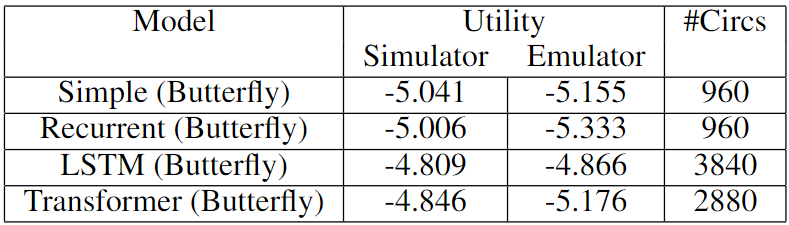 Model Utility #Circs
Simulator Emulator
Simple (Butterfly) -5.041 -5.155 960
Recurrent (Butterfly) -5.006 -5.333 960
LSTM (Butterfly) -4.809 -4.866 3840
Transformer (Butterfly) -4.846 -5.176 2880